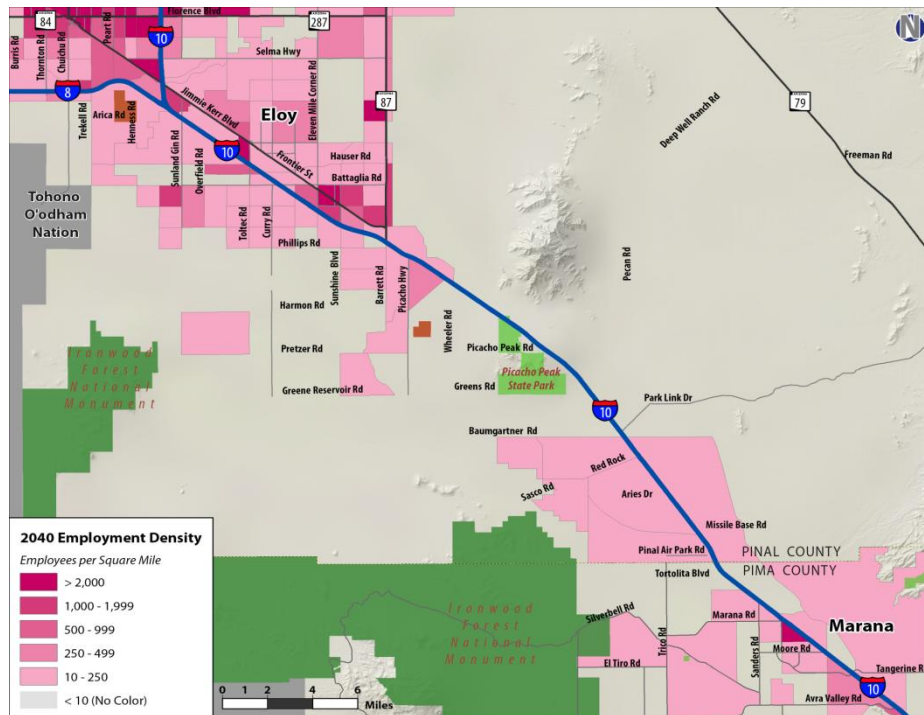 84
Florence Blvd
287
N
Burris Rd
Thornton Rd
Chuichu Rd
Peart Rd
10
Selma Hwy
8
Jimmie Kerr Blvd
Eleven Mile Corner Rd
87
79
Deep Well Ranch Rd
Trekell Rd
Arica Rd
Henness Rd
Eloy
10
Frontier St
Hauser Rd
Freeman Rd
Sunland Gin Rd
Overfield Rd
Battaglia Rd
Tohono
O'odham
Nation
Toltec Rd
Curry Rd
Phillips Rd
Sunshine Blvd
Barrett Rd
Picacho Hwy
Pecan Rd
Harmon Rd
Wheeler Rd
Pretzer Rd
Picacho Peak Rd
Ironwood
Forest
National
Monument
Picacho Peak
State Park
Greene Reservoir Rd
Greens Rd
10
Park Link Dr
Baumgartner Rd
Red Rock
Sasco Rd
Aries Dr
Missile Base Rd
Pinal Air Park Rd
PINAL COUNTY
PIMA COUNTY
Tortolita Blvd
Ironwood
Forest
National
Monument
Silverbell Rd
Trico Rd
Marana Rd
Marana
Sanders Rd
Moore Rd
El Tiro Rd
Tangerine R
10
Avra Valley Rd
2040 Employment Density
Employees per Square Mile
> 2,000
1,000 - 1,999
500 - 999
250 - 499
10 - 250
< 10 (No Color)
0 1 2 4 6
Miles